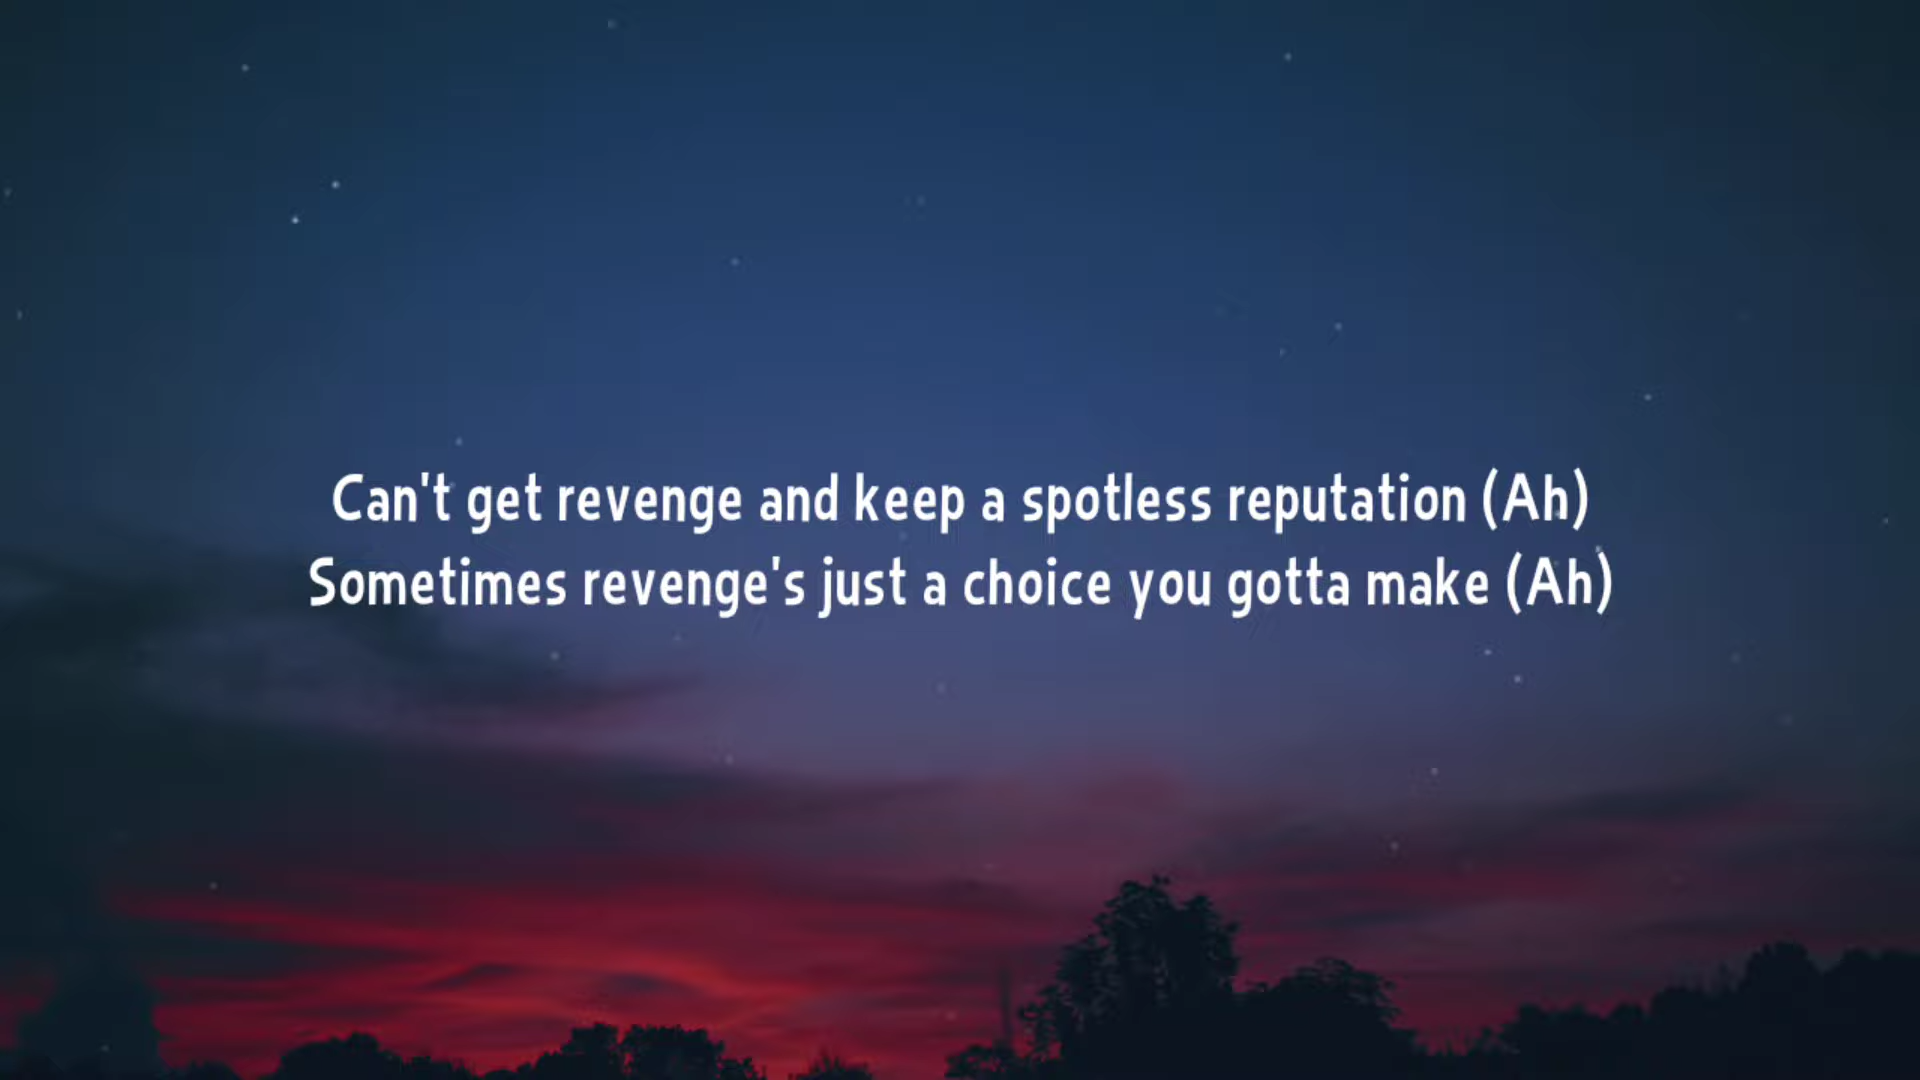 Can't get revenge and keep a spotless reputation (Ah)
Sometimes revenge's just a choice you gotta make (Ah)